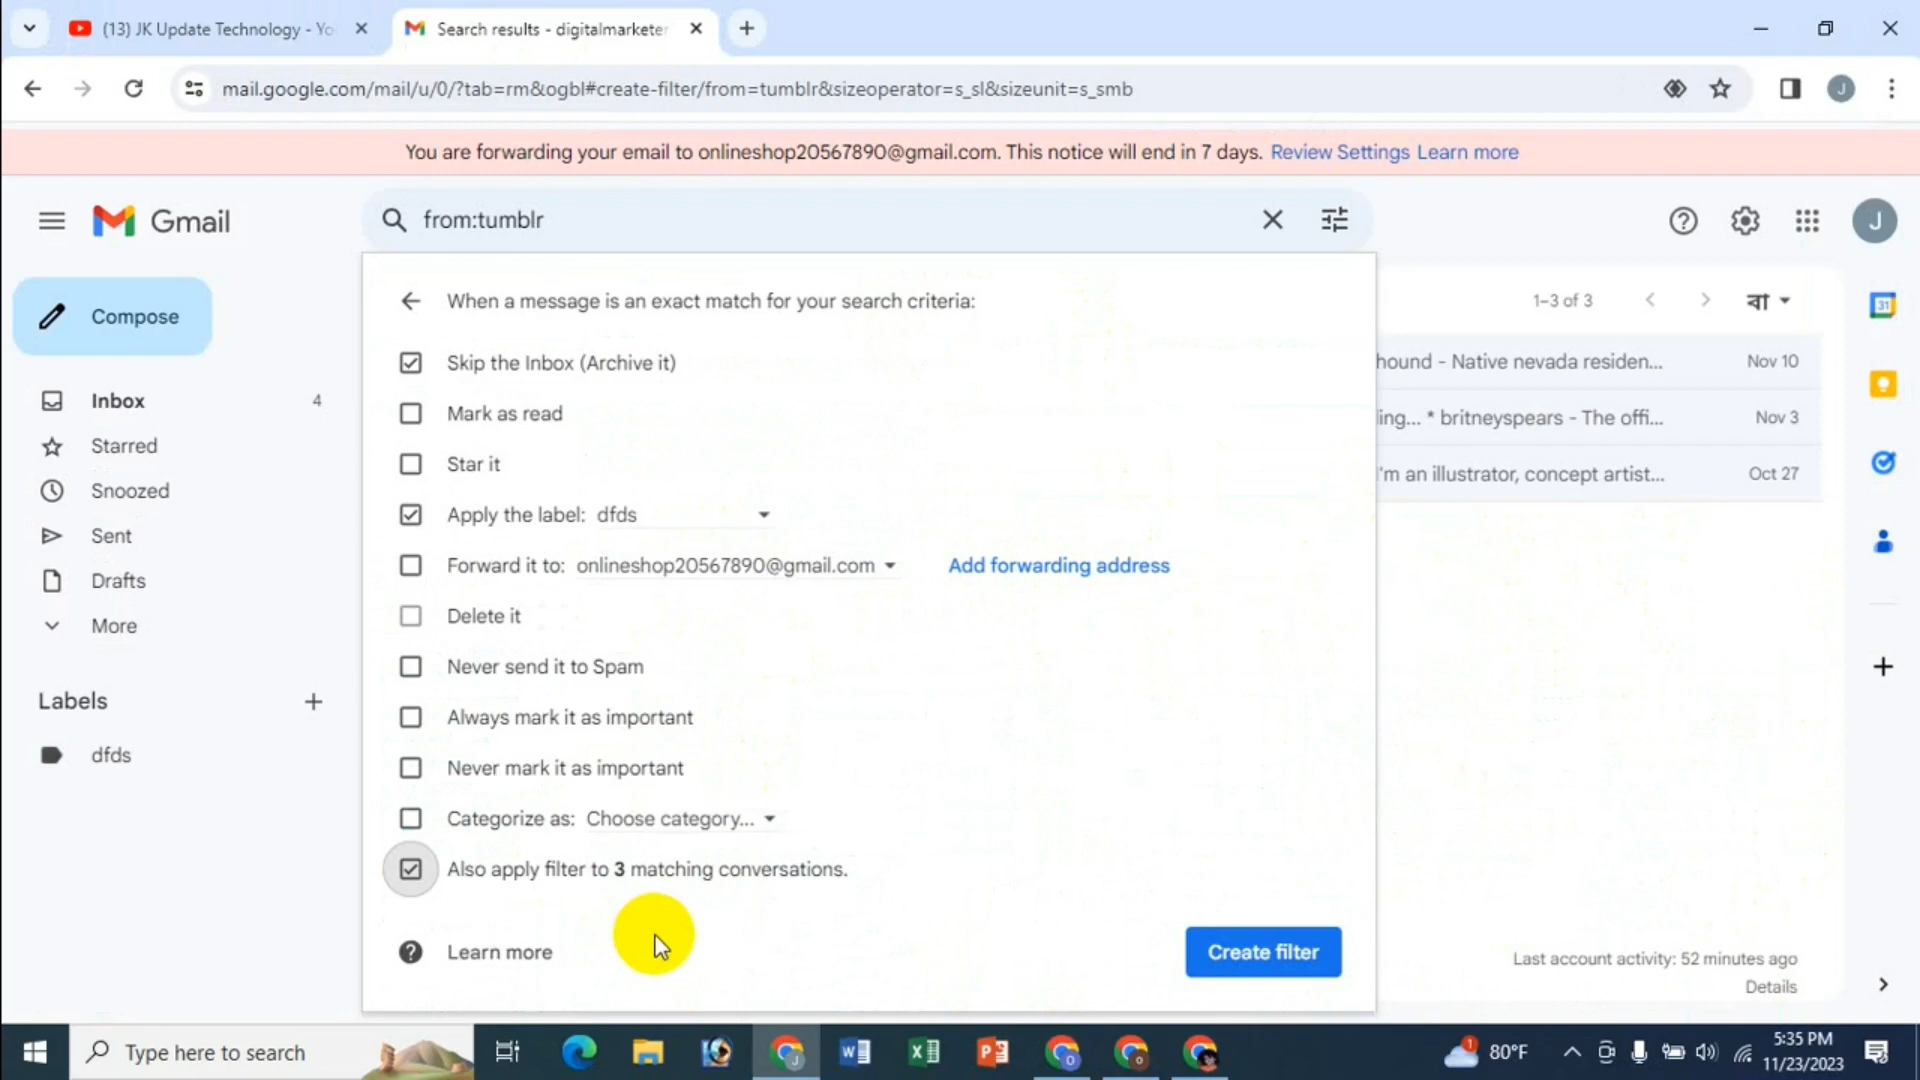 (13) JK Update Technology - Yo
Search results - digitalmarketer
mail.google.com/mail/u/0/?tab=rm&ogbl#create-filter/from=tumblr&sizeoperator=s_sl&sizeunit=s_smb
J
You are forwarding your email to onlineshop20567890@gmail.com. This notice will end in 7 days. Review Settings Learn more
Gmail
from:tumblr
J
Compose
When a message is an exact match for your search criteria:
1–3 of 3
বা
Skip the Inbox (Archive it)
hound - Native nevada residen...
Nov 10
31
Inbox
4
Mark as read
ing... * britneyspears - The offi...
Nov 3
Starred
Star it
'm an illustrator, concept artist...
Oct 27
Snoozed
Apply the label: dfds
Sent
Forward it to: onlineshop20567890@gmail.com
Add forwarding address
Drafts
Delete it
More
Never send it to Spam
Labels
Always mark it as important
dfds
Never mark it as important
Categorize as: Choose category...
Also apply filter to 3 matching conversations.
Learn more
Create filter
Last account activity: 52 minutes ago
Details
Type here to search
80°F
5:35 PM
11/23/2023